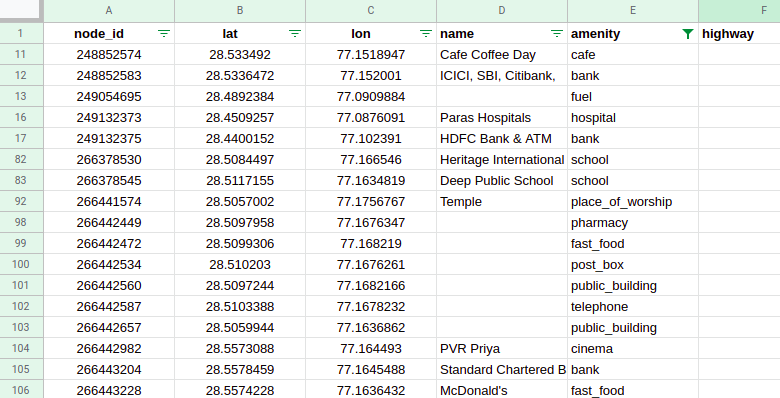 A B C D E F
1 node_id lat lon name amenity highway
11 248852574 28.533492 77.1518947 Cafe Coffee Day cafe
12 248852583 28.5336472 77.152001 ICICI, SBI, Citibank, bank
13 249054695 28.4892384 77.0909884 fuel
16 249132373 28.4509257 77.0876091 Paras Hospitals hospital
17 249132375 28.4400152 77.102391 HDFC Bank & ATM bank
82 266378530 28.5084497 77.166546 Heritage International school
83 266378545 28.5117155 77.1634819 Deep Public School school
92 266441574 28.5057002 77.1756767 Temple place_of_worship
98 266442449 28.5097958 77.1676347 pharmacy
99 266442472 28.5099306 77.168219 fast_food
100 266442534 28.510203 77.1676261 post_box
101 266442560 28.5097244 77.1682166 public_building
102 266442587 28.5103388 77.1678232 telephone
103 266442657 28.5059944 77.1636862 public_building
104 266442982 28.5573088 77.164493 PVR Priya cinema
105 266443204 28.5578459 77.1645488 Standard Chartered B bank
106 266443228 28.5574228 77.1636432 McDonald's fast_food